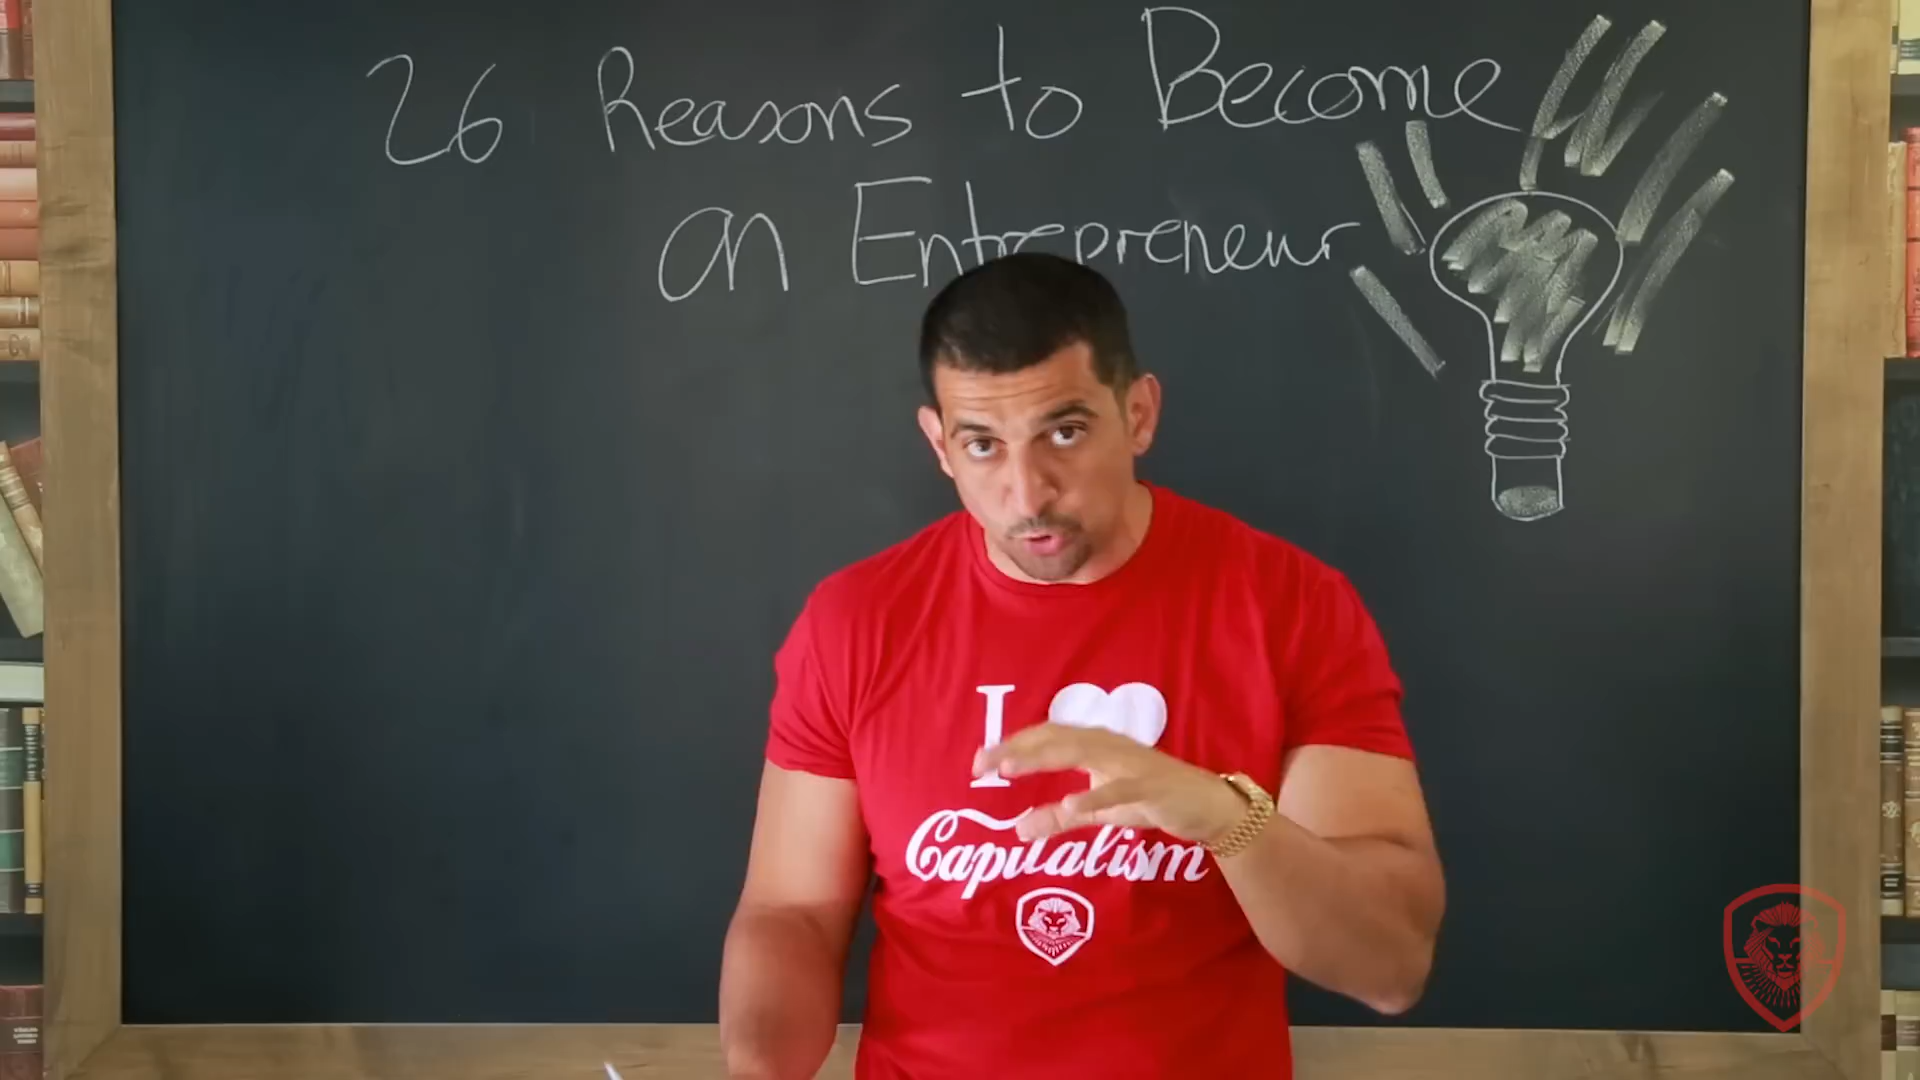 26 Reasons to Become
an Entrepreneur
I
Capitalism